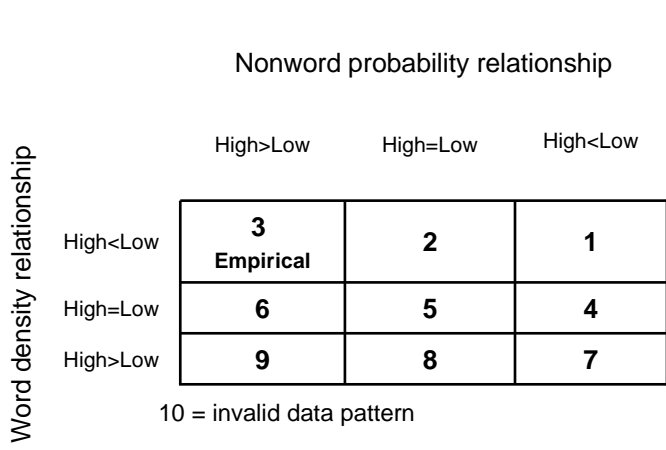 Nonword probability relationship
High>Low High=Low High<Low
Word density relationship
High<Low 3 2 1
Empirical
High=Low 6 5 4
High>Low 9 8 7
10 = invalid data pattern